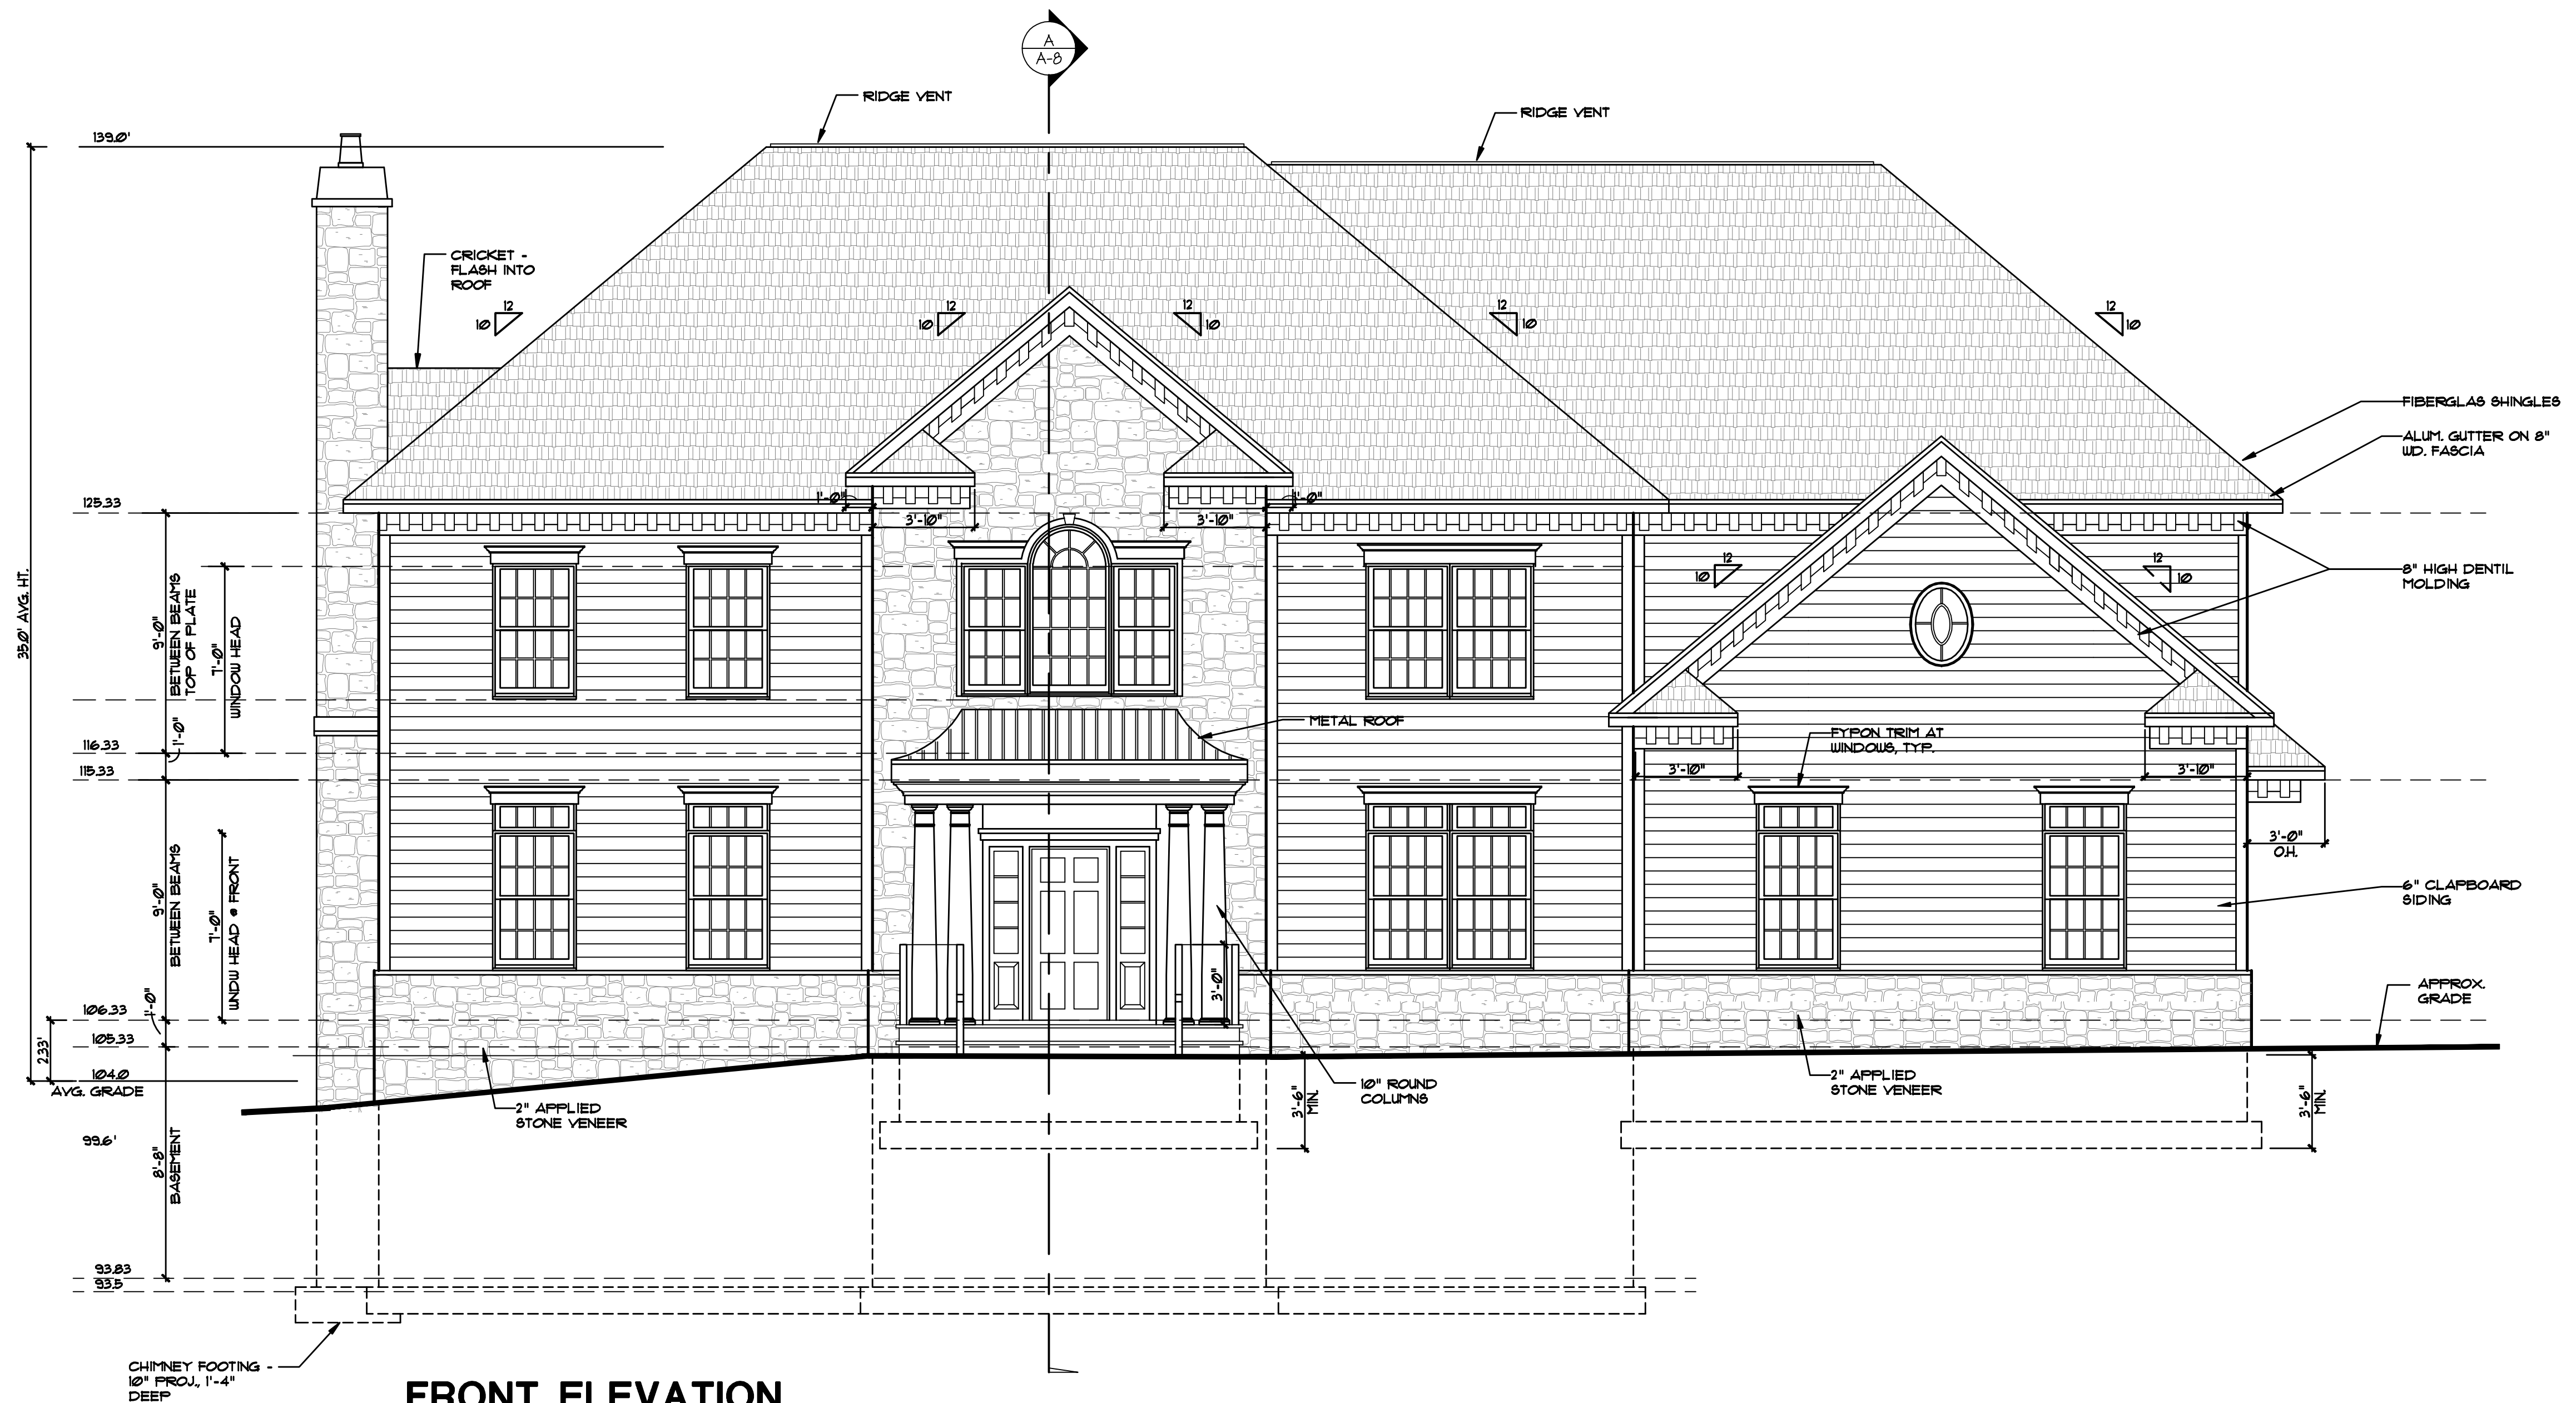 A
A-8
RIDGE VENT
RIDGE VENT
139.0'
CRICKET -
FLASH INTO
ROOF
12
10
12
10
12
10
12
10
12
10
FIBERGLAS SHINGLES
ALUM. GUTTER ON 8"
WD. FASCIA
125.33
1'-0"
3'-10"
3'-10"
1'-0"
12
10
12
10
8" HIGH DENTIL
MOLDING
35.0' AVG. HT.
9'-0"
BETWEEN BEAMS
TOP OF PLATE
7'-0"
WINDOW HEAD
1'-0"
METAL ROOF
FYPON TRIM AT
WINDOWS, TYP.
116.33
115.33
3'-10"
3'-10"
3'-0"
O.H.
9'-0"
BETWEEN BEAMS
7'-0"
WNDW HEAD @ FRONT
6" CLAPBOARD
SIDING
3'-0"
1'-0"
APPROX.
GRADE
106.33
105.33
2.33'
104.0
AVG. GRADE
2" APPLIED
STONE VENEER
10" ROUND
COLUMNS
3'-6"
MIN.
2" APPLIED
STONE VENEER
3'-6"
MIN.
99.6'
8'-8"
BASEMENT
93.83
93.5
CHIMNEY FOOTING -
10" PROJ., 1'-4"
DEEP
FRONT ELEVATION